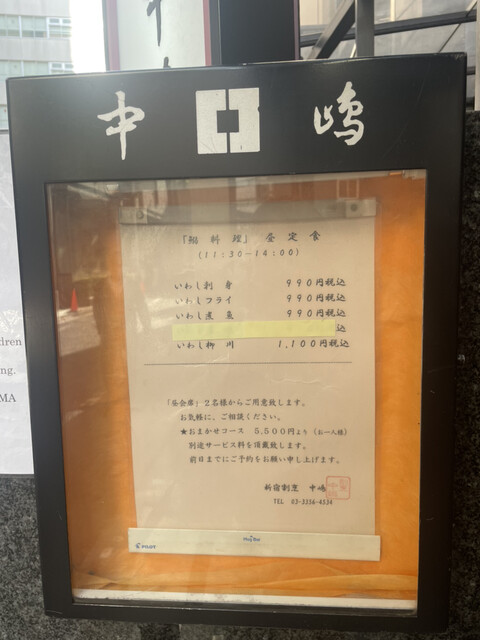 中 嶋
「鰯料理」昼定食
(11:30−14:00)
いわし刺身 990円税込
いわしフライ 990円税込
いわし煮魚 990円税込
込
いわし柳川 1,100円税込
「昼会席」2名様からご用意致します。
お気軽に、ご相談ください。
★おまかせコース 5,500円より(お一人様)
別途サービス料を頂戴致します。
前日までにご予約をお願い申し上げます。
新宿割烹 中嶋
TEL 03-3356-4534
PILOT
dren
ng.
MA